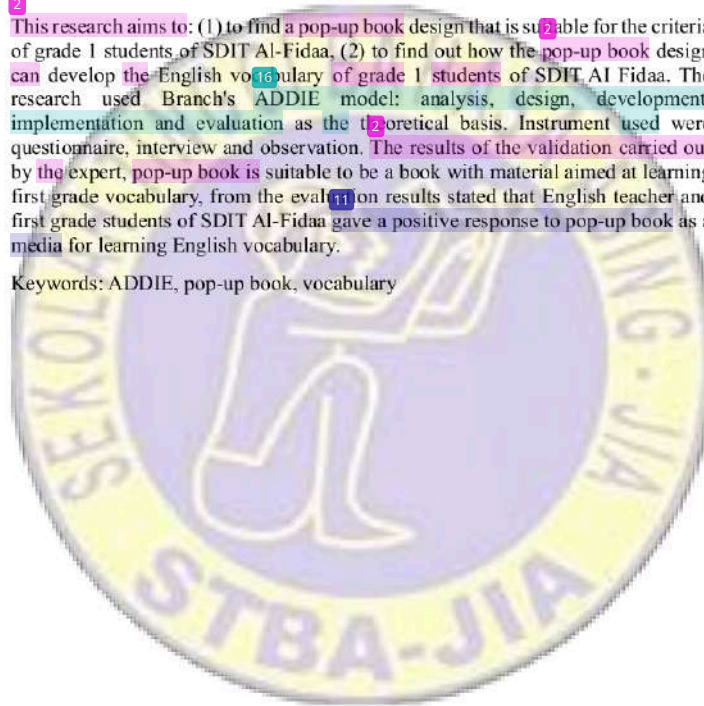 2
This research aims to: (1) to find a pop-up book design that is suitable for the criteria
2
of grade 1 students of SDIT Al-Fidaa, (2) to find out how the pop-up book design
can develop the English vocabulary of grade 1 students of SDIT AI Fidaa. The
16
research used Branch's ADDIE model: analysis, design, development
implementation and evaluation as the theoretical basis. Instrument used were
2
questionnaire, interview and observation. The results of the validation carried out
by the expert, pop-up book is suitable to be a book with material aimed at learning
first grade vocabulary, from the evaluation results stated that English teacher and
11
first grade students of SDIT Al-Fidaa gave a positive response to pop-up book as a
media for learning English vocabulary.
Keywords: ADDIE, pop-up book, vocabulary
JIA
STBA-JIA